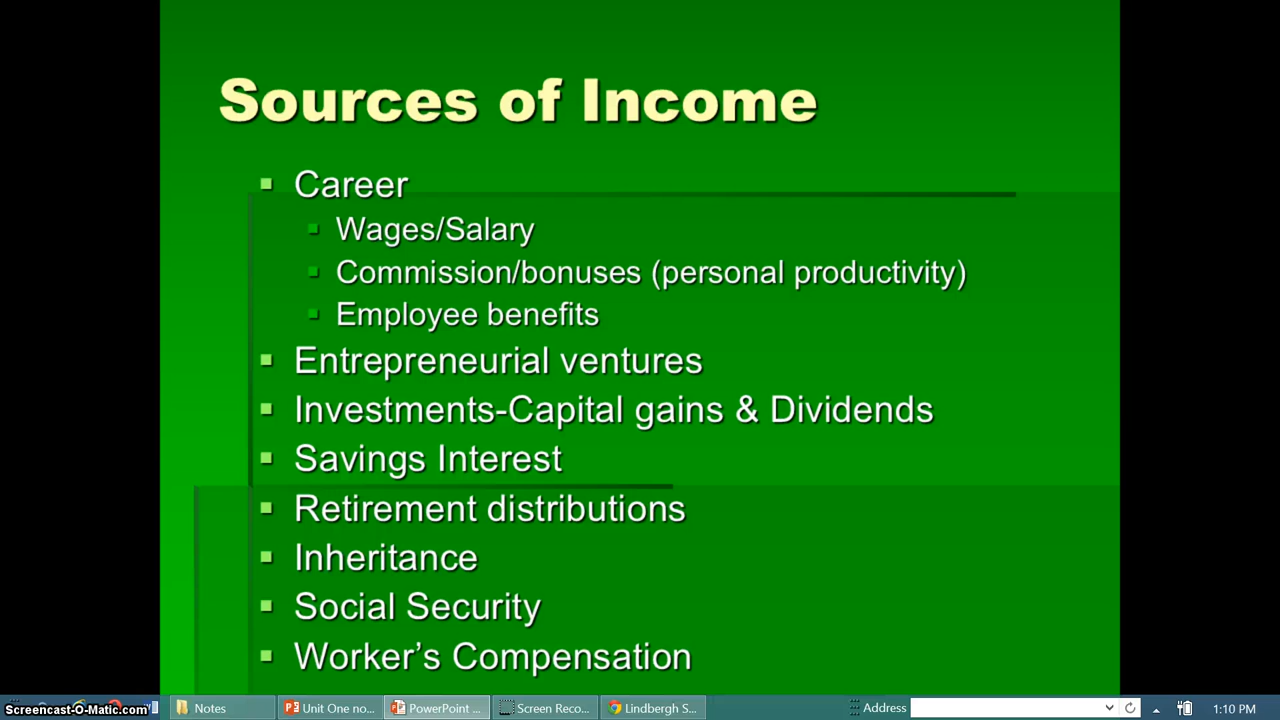 Sources of Income
Career
Wages/Salary
Commission/bonuses (personal productivity)
Employee benefits
Entrepreneurial ventures
Investments-Capital gains & Dividends
Savings Interest
Retirement distributions
Inheritance
Social Security
Worker’s Compensation
Screencast-O-Matic.com
Notes
Unit One no...
PowerPoint ...
Screen Reco...
Lindbergh S...
Address
1:10 PM